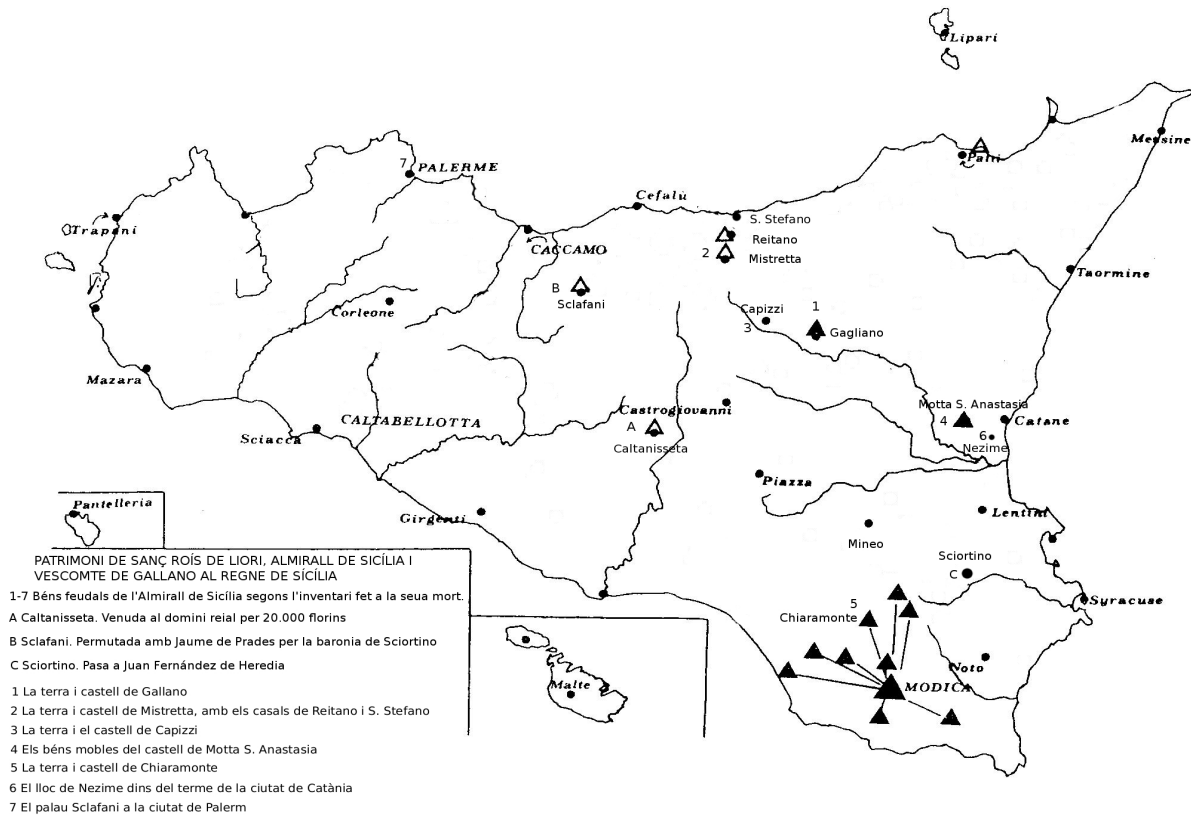 Lipari
Messine
Patti
7 PALERME
Cefalù
S. Stefano
Trapani
Reitano
CACCAMO
2 Mistretta
Taormine
B
Sclafani
Corleone
Capizzi
1
3
Gagliano
Mazara
Motta S. Anastasia
Castrogiovanni
CALTABELLOTTA
4
Catane
A
6
Sciacca
Caltanisseta
Nezime
Piazza
Pantelleria
Girgenti
Lentini
Mineo
Sciortino
C
PATRIMONI DE SANÇ ROÍS DE LIORI, ALMIRALL DE SICÍLIA I
VESCOMTE DE GALLANO AL REGNE DE SÍCÍLIA
1-7 Béns feudals de l'Almirall de Sicília segons l'inventari fet a la seua mort.
5
Syracuse
A Caltanisseta. Venuda al domini reial per 20.000 florins
Chiaramonte
B Sclafani. Permutada amb Jaume de Prades per la baronia de Sciortino
C Sciortino. Pasa a Juan Fernández de Heredia
Noto
Malte
MODICA
1 La terra i castell de Gallano
2 La terra i castell de Mistretta, amb els casals de Reitano i S. Stefano
3 La terra i el castell de Capizzi
4 Els béns mobles del castell de Motta S. Anastasia
5 La terra i castell de Chiaramonte
6 El lloc de Nezime dins del terme de la ciutat de Catània
7 El palau Sclafani a la ciutat de Palerm